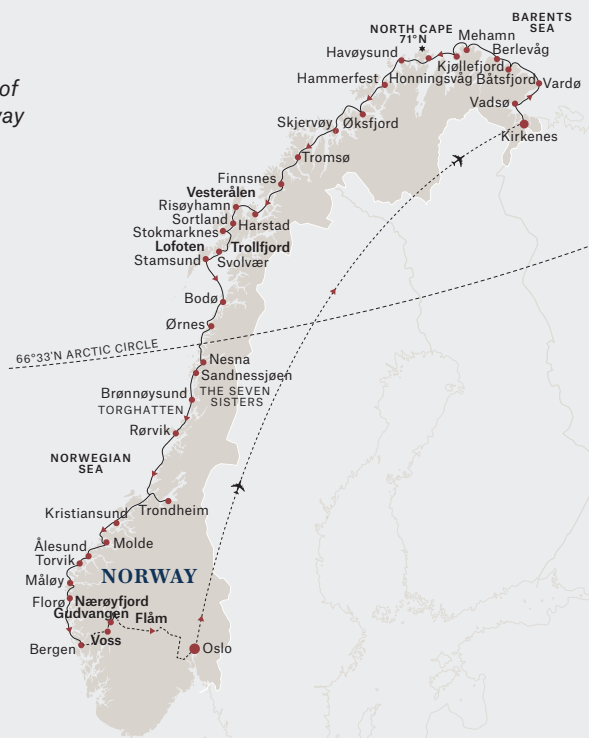 BARENTS
SEA
NORTH CAPE
71°N
Mehamn
Havøysund
Berlevåg
Kjøllefjord
Hammerfest
Honningsvåg
Båtsfjord
Vardø
Vadsø
Skjervøy
Øksfjord
Kirkenes
Tromsø
Finnsnes
Vesterålen
Risøyhamn
Sortland
Harstad
Stokmarknes
Lofoten
Trollfjord
Stamsund
Svolvær
Bodø
Ørnes
66°33'N ARCTIC CIRCLE
Nesna
Sandnessjøen
Brønnøysund
THE SEVEN
SISTERS
TORGHATTEN
Rørvik
NORWEGIAN
SEA
Kristiansund
Trondheim
Ålesund
Molde
Torvik
Måløy
NORWAY
Florø
Nærøyfjord
Gudvangen
Flåm
Voss
Bergen
Oslo
of